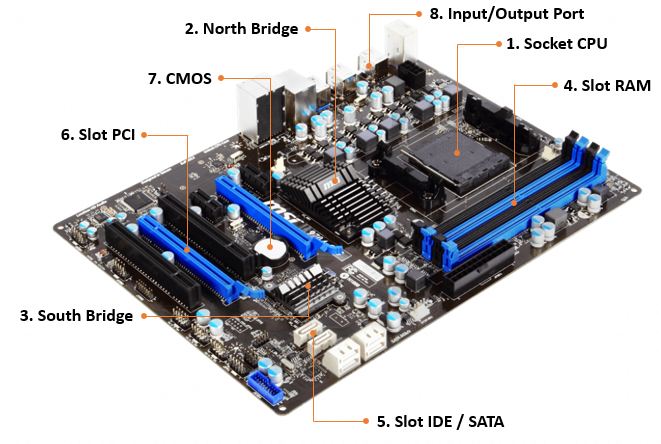 8. Input/Output Port
2. North Bridge
1. Socket CPU
7. CMOS
4. Slot RAM
6. Slot PCI
3. South Bridge
5. Slot IDE / SATA
msi